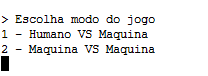 > Escolha modo do jogo
1 - Humano VS Maquina
2 - Maquina VS Maquina